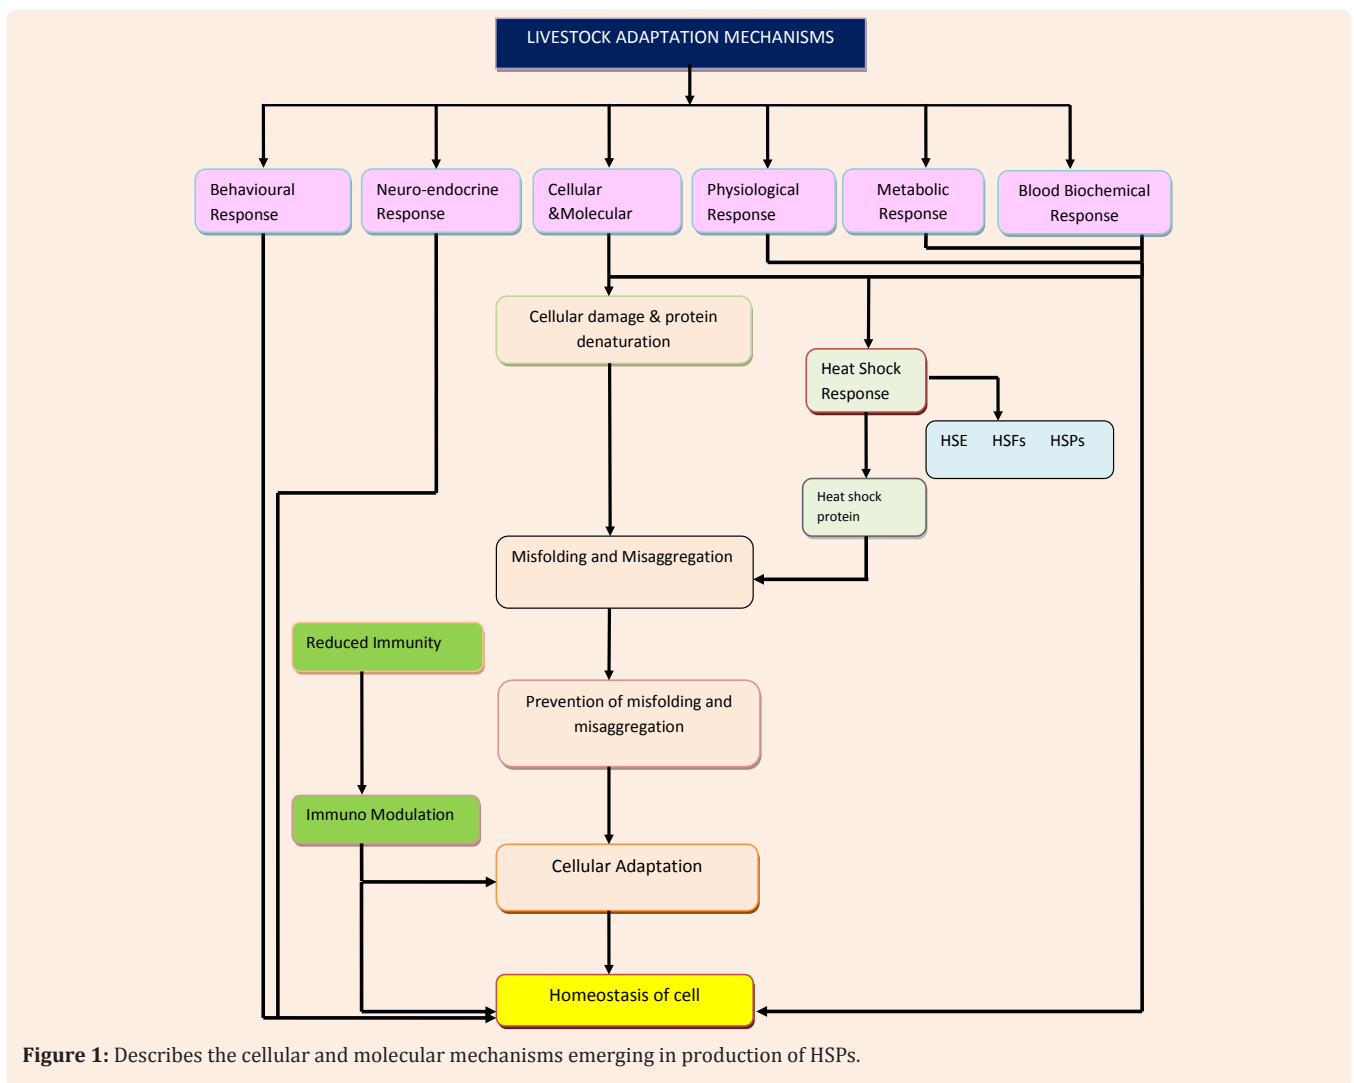 LIVESTOCK ADAPTATION MECHANISMS
Behavioural
Response
Neuro-endocrine
Response
Cellular
&Molecular
Physiological
Response
Metabolic
Response
Blood Biochemical
Response
Cellular damage & protein
denaturation
Heat Shock
Response
HSE HSFs HSPs
Heat shock
protein
Misfolding and Misaggregation
Reduced Immunity
Prevention of misfolding and
misaggregation
Immuno Modulation
Cellular Adaptation
Homeostasis of cell
Figure 1: Describes the cellular and molecular mechanisms emerging in production of HSPs.